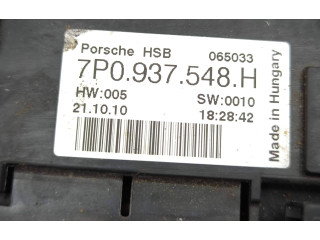 Porsche HSB 065033
7P0.937.548.H
HW:005 SW:0010
21.10.10 18:28:42
Made in Hungary